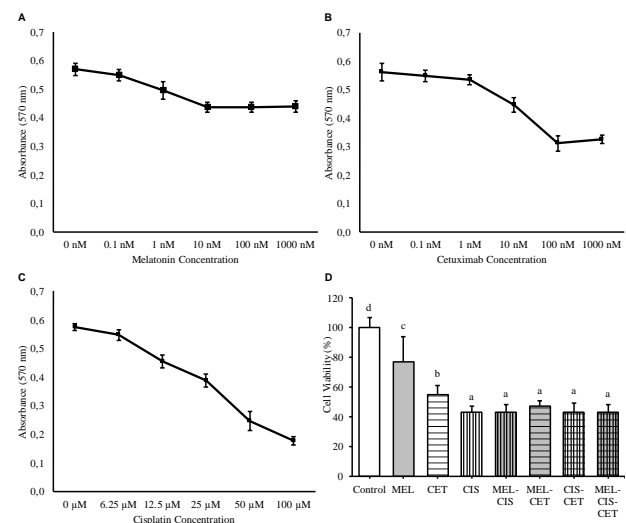 A
0,7
0,6
0,5
0,4
0,3
0,2
0,1
0,0
Absorbance (570 nm)
0 nM 0.1 nM 1 nM 10 nM 100 nM 1000 nM
Melatonin Concentration
B
0,7
0,6
0,5
0,4
0,3
0,2
0,1
0,0
Absorbance (570 nm)
0 nM 0.1 nM 1 nM 10 nM 100 nM 1000 nM
Cetuximab Concentration
C
0,7
0,6
0,5
0,4
0,3
0,2
0,1
0,0
Absorbance (570 nm)
0 µM 6.25 µM 12.5 µM 25 µM 50 µM 100 µM
Cisplatin Concentration
D
120
100
80
60
40
20
0
Cell Viability (%)
d c b a a a a a
Control MEL CET CIS MEL- MEL- CIS- MEL-
CIS CET CET CIS-
CET